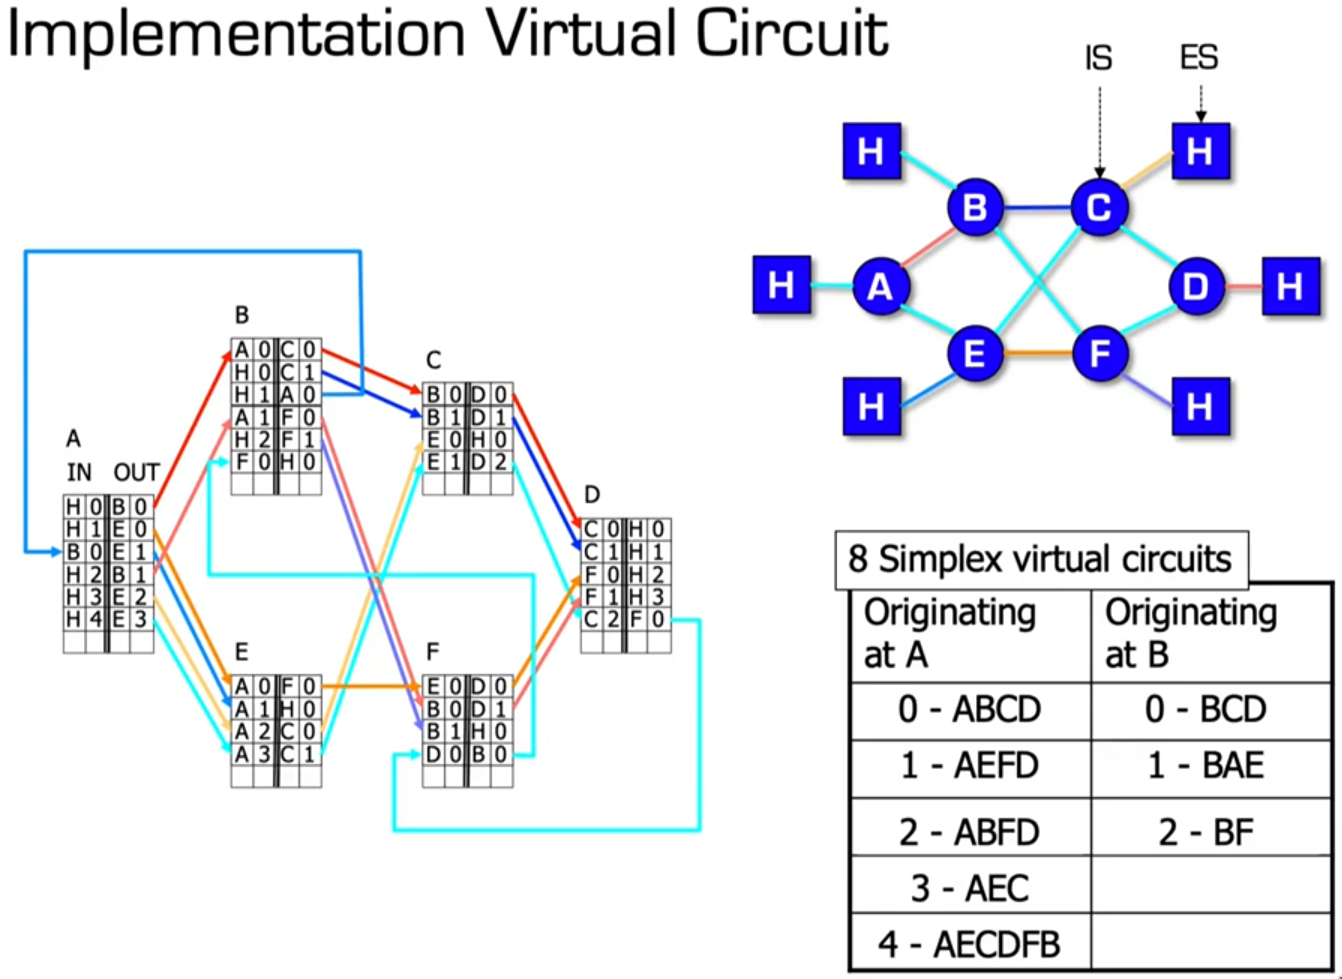 Implementation Virtual Circuit
IS ES
H H
B C
H A D H
E F
H H
B
A 0 C 0
H 0 C 1
H 1 A 0
A 1 F 0
H 2 F 1
F 0 H 0
C
B 0 D 0
B 1 D 1
E 0 H 0
E 1 D 2
A
IN OUT
H 0 B 0
H 1 E 0
B 0 E 1
H 2 B 1
H 3 E 2
H 4 E 3
D
C 0 H 0
C 1 H 1
F 0 H 2
F 1 H 3
C 2 F 0
E
A 0 F 0
A 1 H 0
A 2 C 0
A 3 C 1
F
E 0 D 0
B 0 D 1
B 1 H 0
D 0 B 0
8 Simplex virtual circuits
Originating
at A
Originating
at B
0 - ABCD 0 - BCD
1 - AEFD 1 - BAE
2 - ABFD 2 - BF
3 - AEC
4 - AECDFB